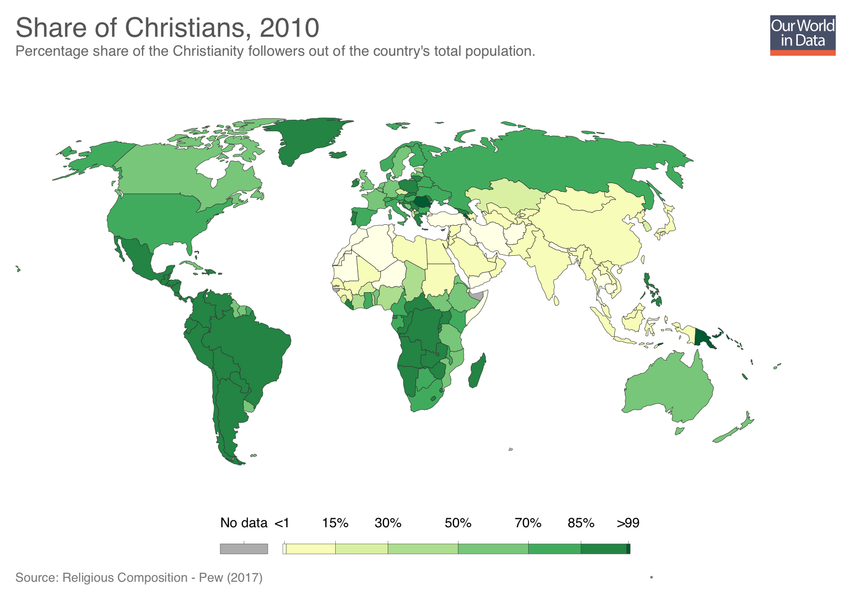 Share of Christians, 2010
Percentage share of the Christianity followers out of the country's total population.
Our World
in Data
No data <1 15% 30% 50% 70% 85% >99
Source: Religious Composition - Pew (2017)